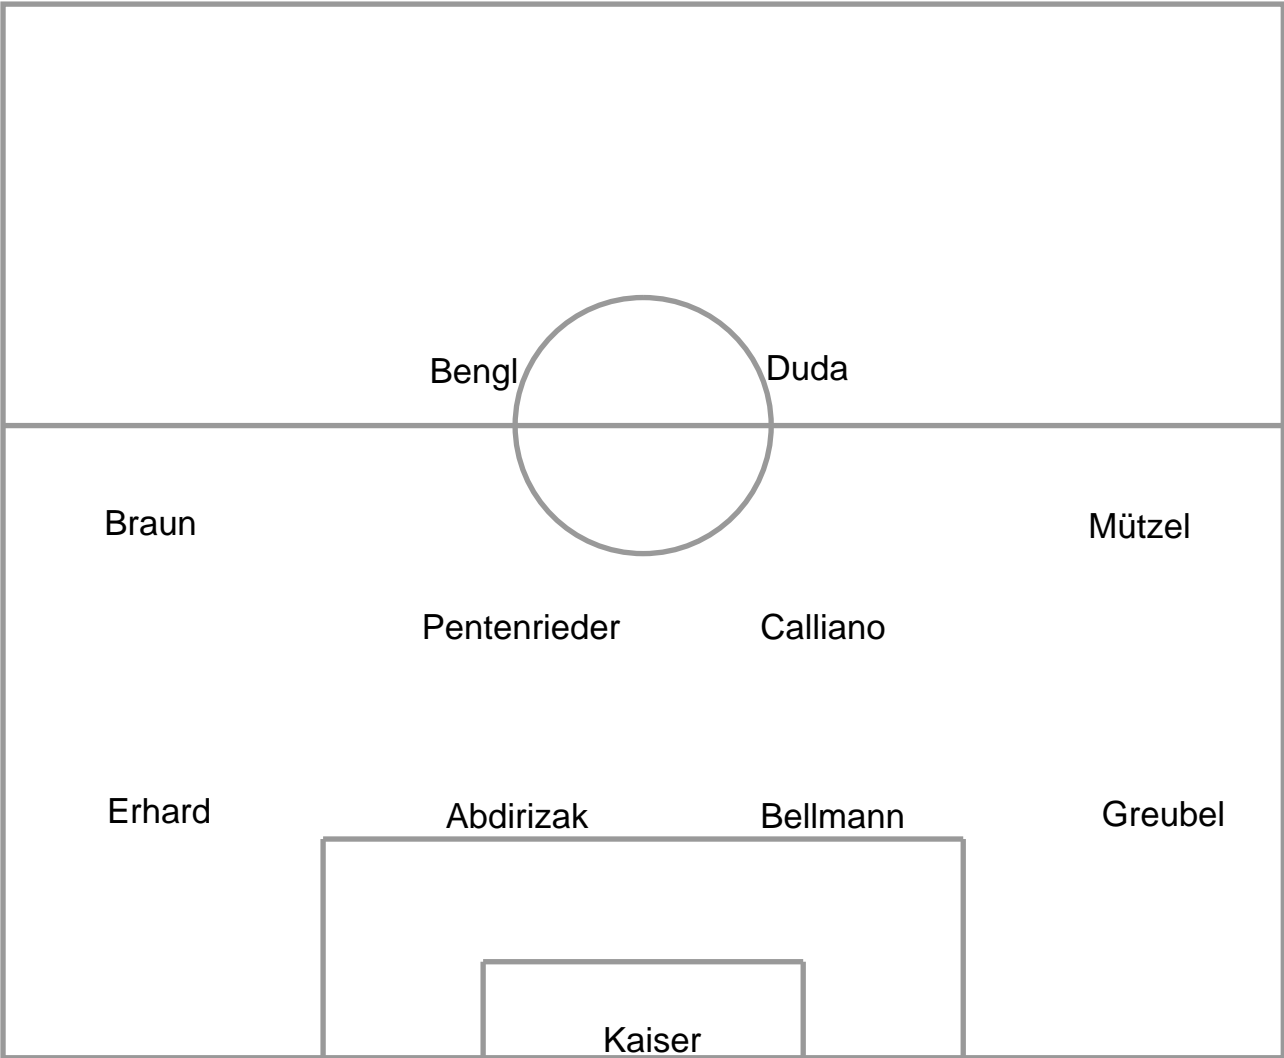 Bengl
Duda
Braun
Mützel
Pentenrieder
Calliano
Erhard
Abdirizak
Bellmann
Greubel
Kaiser